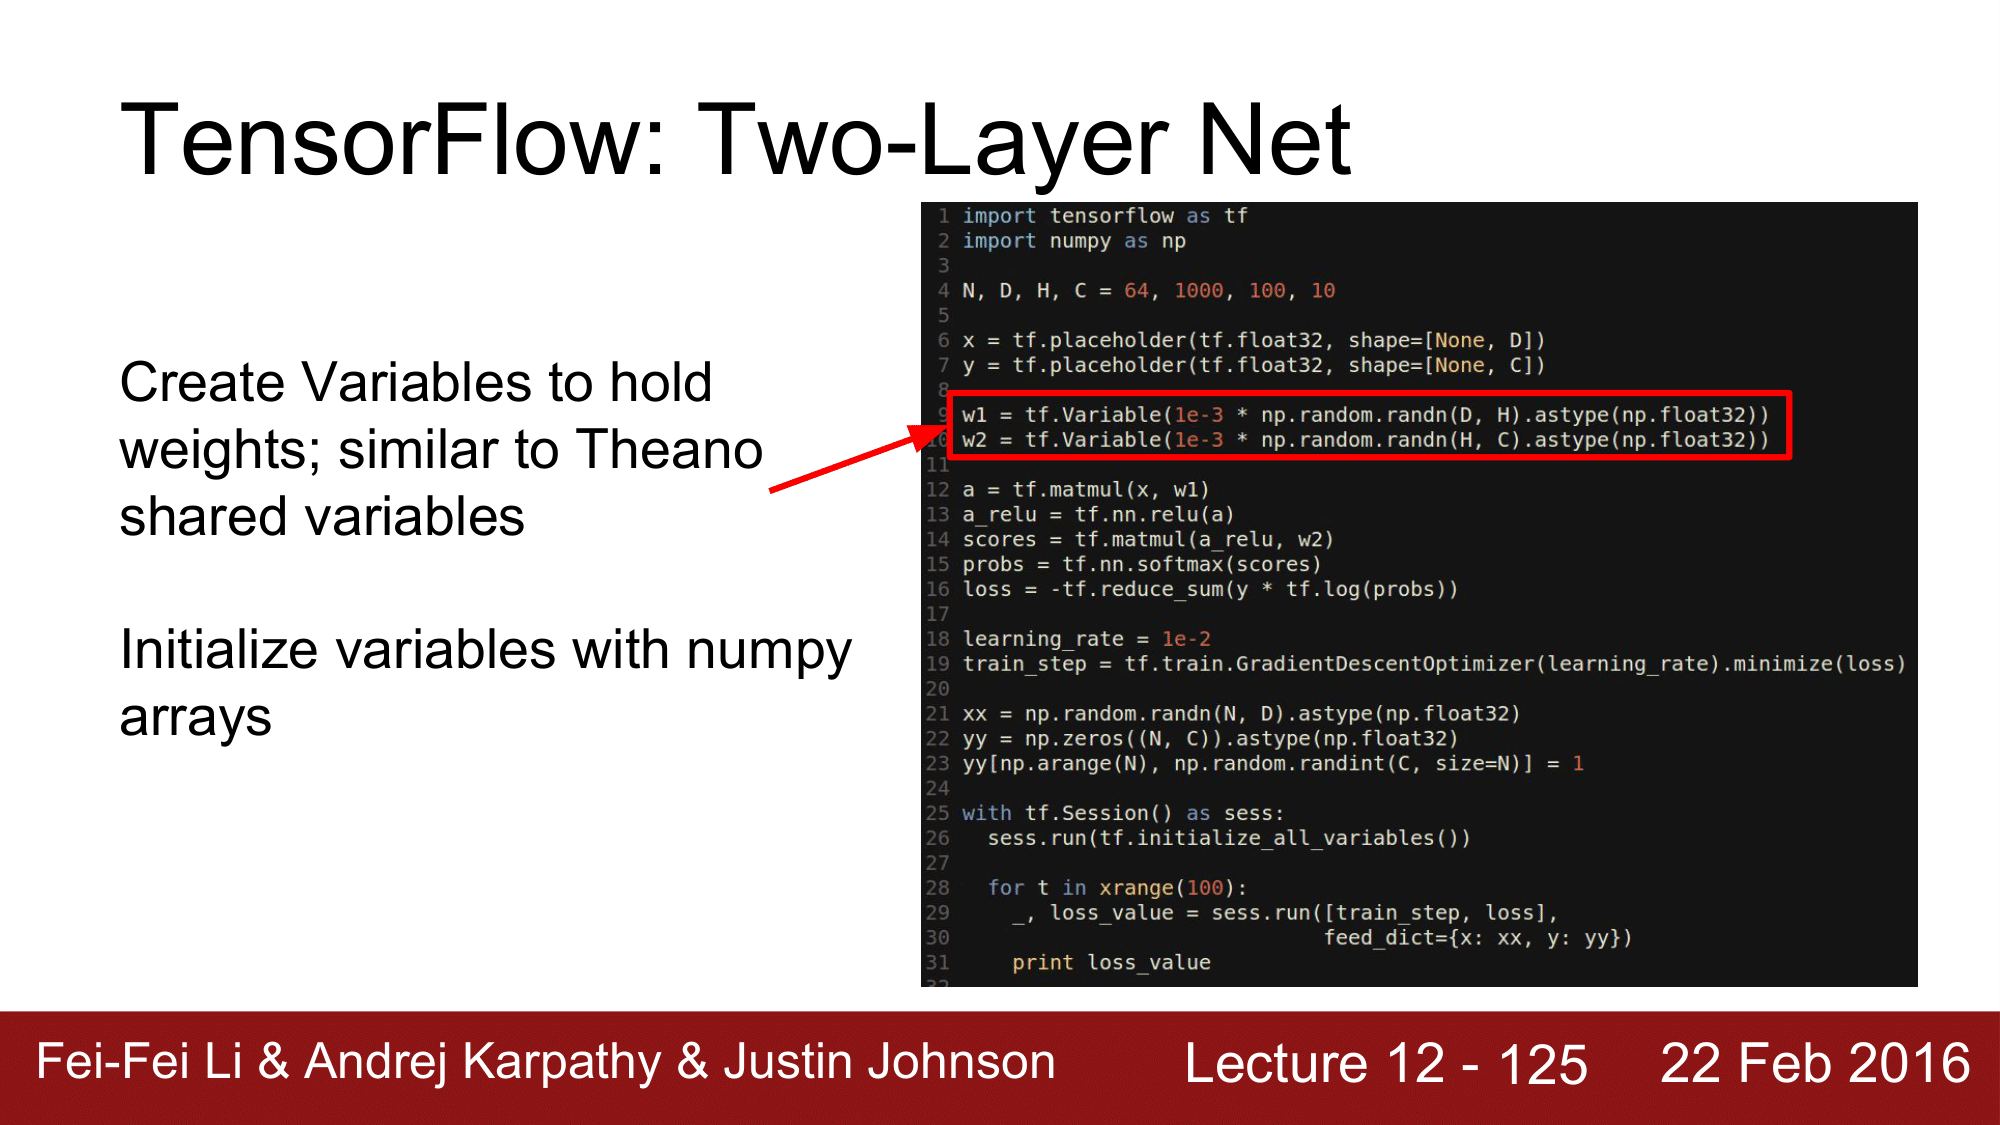 TensorFlow: Two-Layer Net
Create Variables to hold
weights; similar to Theano
shared variables
Initialize variables with numpy
arrays
1 import tensorflow as tf
2 import numpy as np
3
4 N, D, H, C = 64, 1000, 100, 10
5
6 x = tf.placeholder(tf.float32, shape=[None, D])
7 y = tf.placeholder(tf.float32, shape=[None, C])
8
9 w1 = tf.Variable(1e-3 * np.random.randn(D, H).astype(np.float32))
10 w2 = tf.Variable(1e-3 * np.random.randn(H, C).astype(np.float32))
11
12 a = tf.matmul(x, w1)
13 a_relu = tf.nn.relu(a)
14 scores = tf.matmul(a_relu, w2)
15 probs = tf.nn.softmax(scores)
16 loss = -tf.reduce_sum(y * tf.log(probs))
17
18 learning_rate = 1e-2
19 train_step = tf.train.GradientDescentOptimizer(learning_rate).minimize(loss)
20
21 xx = np.random.randn(N, D).astype(np.float32)
22 yy = np.zeros((N, C)).astype(np.float32)
23 yy[np.arange(N), np.random.randint(C, size=N)] = 1
24
25 with tf.Session() as sess:
26   sess.run(tf.initialize_all_variables())
27
28   for t in xrange(100):
29     _, loss_value = sess.run([train_step, loss],
30                              feed_dict={x: xx, y: yy})
31     print loss_value
32
Fei-Fei Li & Andrej Karpathy & Justin Johnson
Lecture 12 - 125
22 Feb 2016